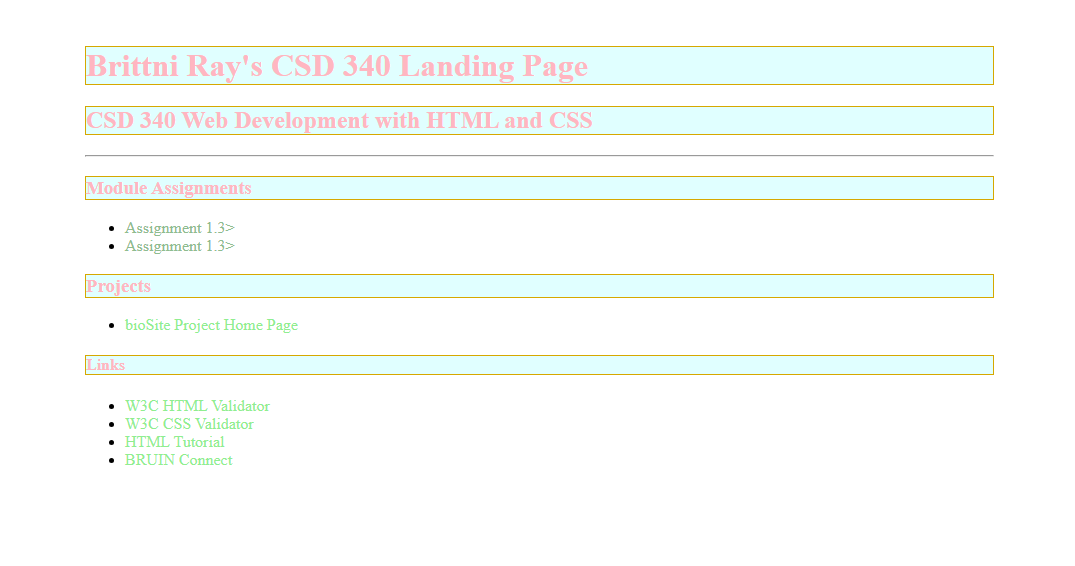 Brittni Ray's CSD 340 Landing Page
CSD 340 Web Development with HTML and CSS
Module Assignments
Assignment 1.3>
Assignment 1.3>
Projects
bioSite Project Home Page
Links
W3C HTML Validator
W3C CSS Validator
HTML Tutorial
BRUIN Connect